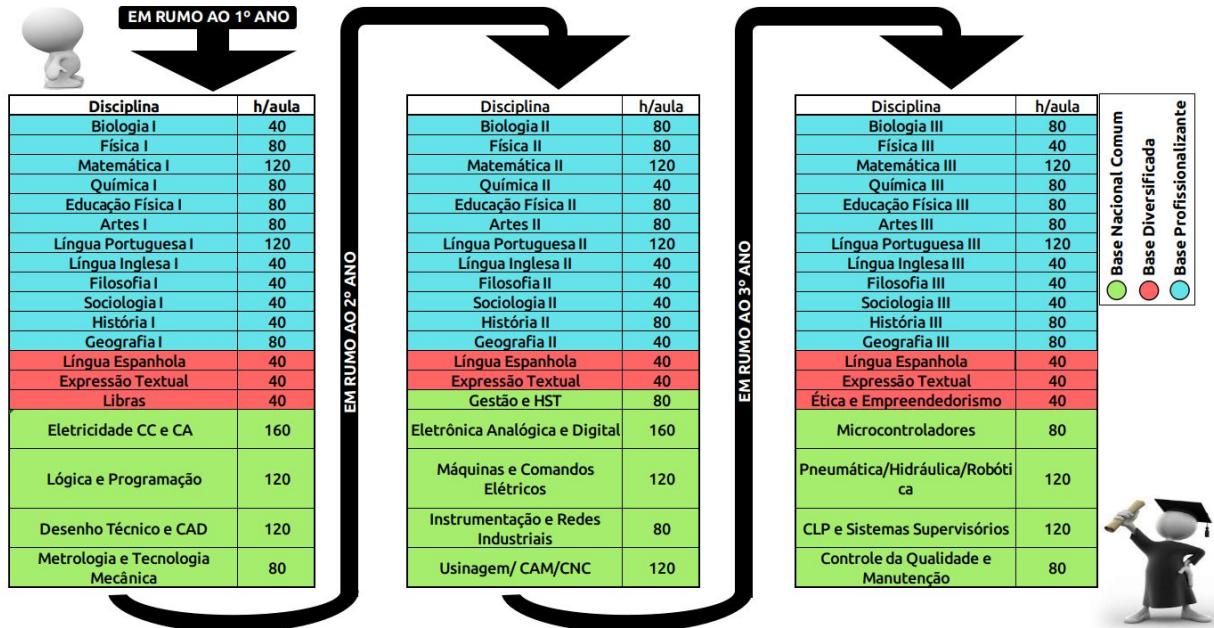 EM RUMO AO 1º ANO
Disciplina h/aula
Biologia I 40
Física I 80
Matemática I 120
Química I 80
Educação Física I 80
Artes I 80
Língua Portuguesa I 120
Língua Inglesa I 40
Filosofia I 40
Sociologia I 40
História I 40
Geografia I 80
Língua Espanhola 40
Expressão Textual 40
Libras 40
Eletricidade CC e CA 160
Lógica e Programação 120
Desenho Técnico e CAD 120
Metrologia e Tecnologia
Mecânica 80
EM RUMO AO 2º ANO
Disciplina h/aula
Biologia II 80
Física II 80
Matemática II 120
Química II 40
Educação Física II 80
Artes II 80
Língua Portuguesa II 120
Língua Inglesa II 40
Filosofia II 40
Sociologia II 40
História II 80
Geografia II 40
Língua Espanhola 40
Expressão Textual 40
Gestão e HST 80
Eletrônica Analógica e Digital 160
Máquinas e Comandos
Elétricos 120
Instrumentação e Redes
Industriais 80
Usinagem/ CAM/CNC 120
EM RUMO AO 3º ANO
Disciplina h/aula
Biologia III 80
Física III 40
Matemática III 120
Química III 80
Educação Física III 80
Artes III 80
Língua Portuguesa III 120
Língua Inglesa III 40
Filosofia III 40
Sociologia III 40
História III 80
Geografia III 80
Língua Espanhola 40
Expressão Textual 40
Ética e Empreendedorismo 40
Microcontroladores 80
Pneumática/Hidráulica/Robóti
ca 120
CLP e Sistemas Supervisórios 120
Controle da Qualidade e
Manutenção 80
Base Nacional Comum
Base Diversificada
Base Profissionalizante